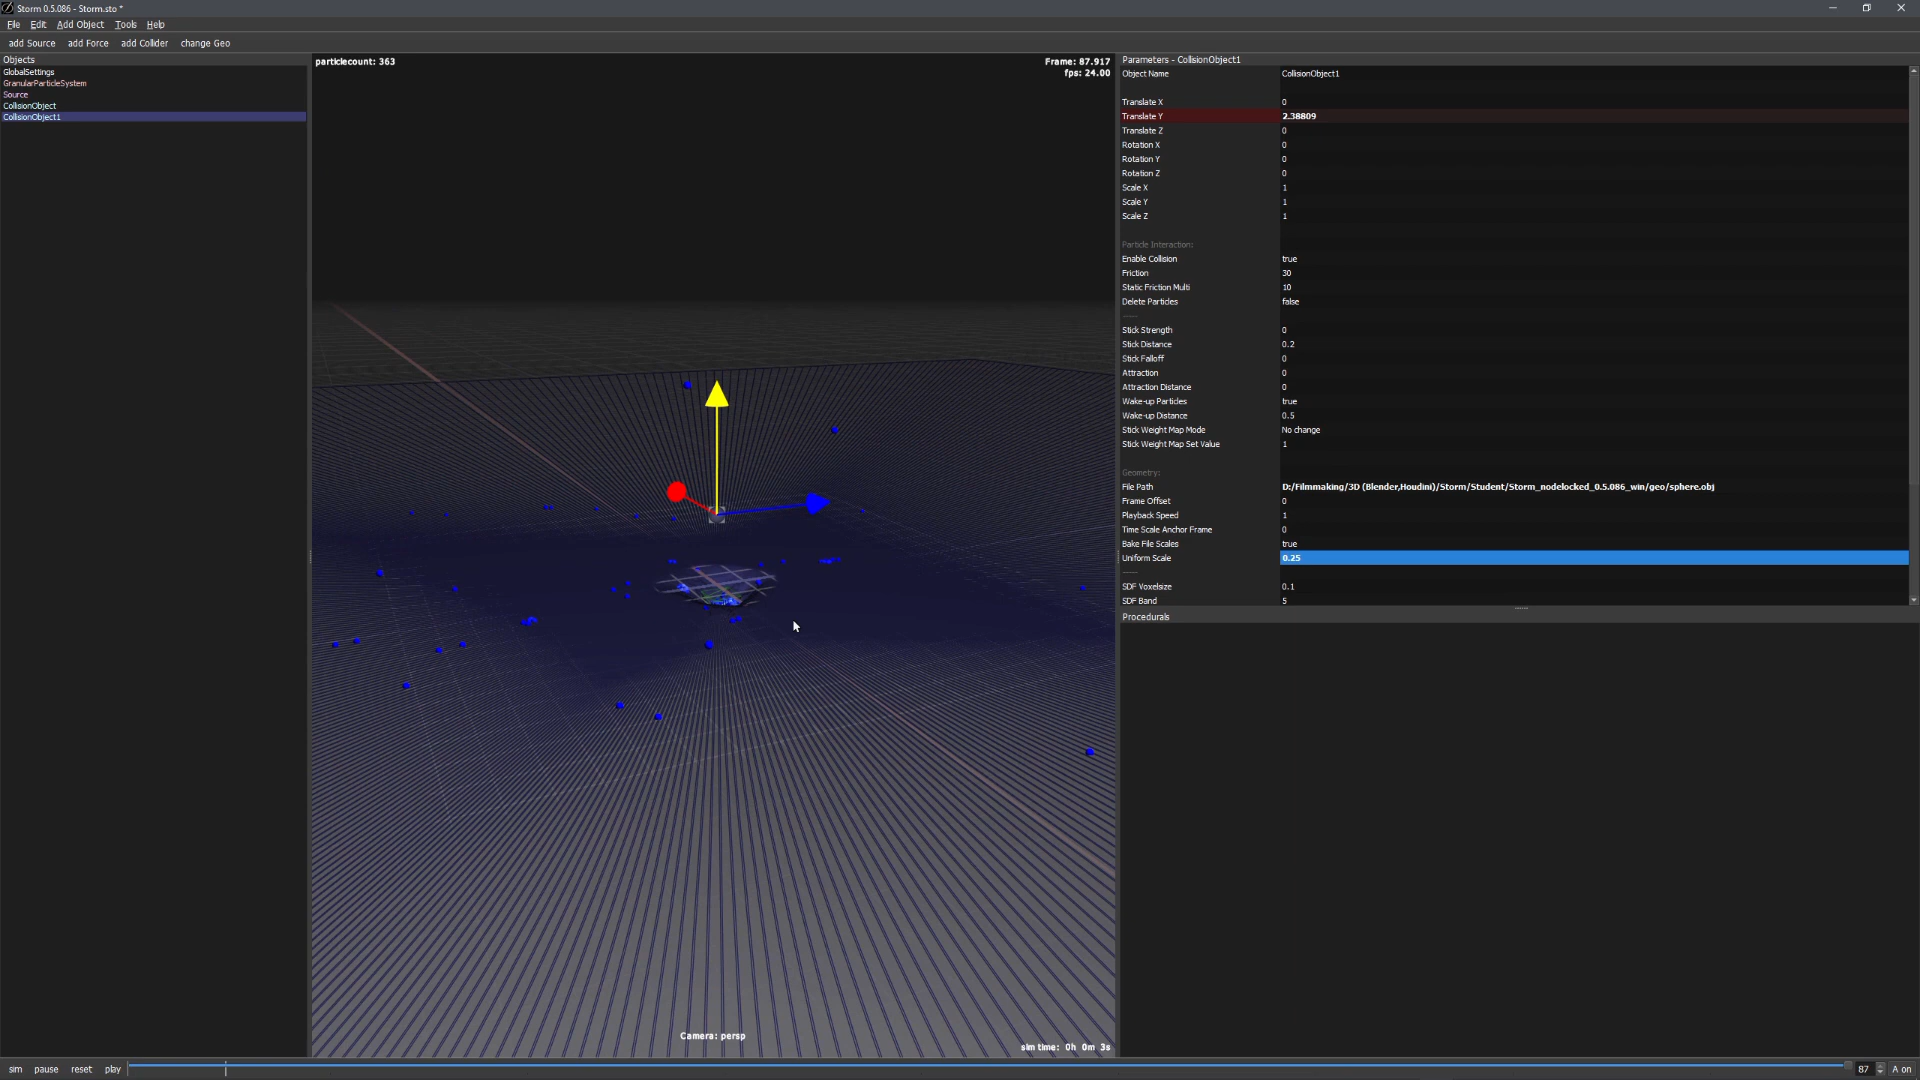 Storm 0.5.086 - Storm.sto *
File Edit Add Object Tools Help
add Source add Force add Collider change Geo
Objects
GlobalSettings
GranularParticleSystem
Source
CollisionObject
CollisionObject1
particlecount: 363
Frame: 87.917
fps: 24.00
Camera: persp
sim time: 0h 0m 3s
Parameters - CollisionObject1
Object Name CollisionObject1
Translate X 0
Translate Y 2.38809
Translate Z 0
Rotation X 0
Rotation Y 0
Rotation Z 0
Scale X 1
Scale Y 1
Scale Z 1
Particle Interaction:
Enable Collision true
Friction 30
Static Friction Multi 10
Delete Particles false
-----
Stick Strength 0
Stick Distance 0.2
Stick Falloff 0
Attraction 0
Attraction Distance 0
Wake-up Particles true
Wake-up Distance 0.5
Stick Weight Map Mode No change
Stick Weight Map Set Value 1
Geometry:
File Path D:/Filmmaking/3D (Blender,Houdini)/Storm/Student/Storm_nodelocked_0.5.086_win/geo/sphere.obj
Frame Offset 0
Playback Speed 1
Time Scale Anchor Frame 0
Bake File Scales true
Uniform Scale 0.25
-----
SDF Voxelsize 0.1
SDF Band 5
Procedurals
sim pause reset play 87 A on